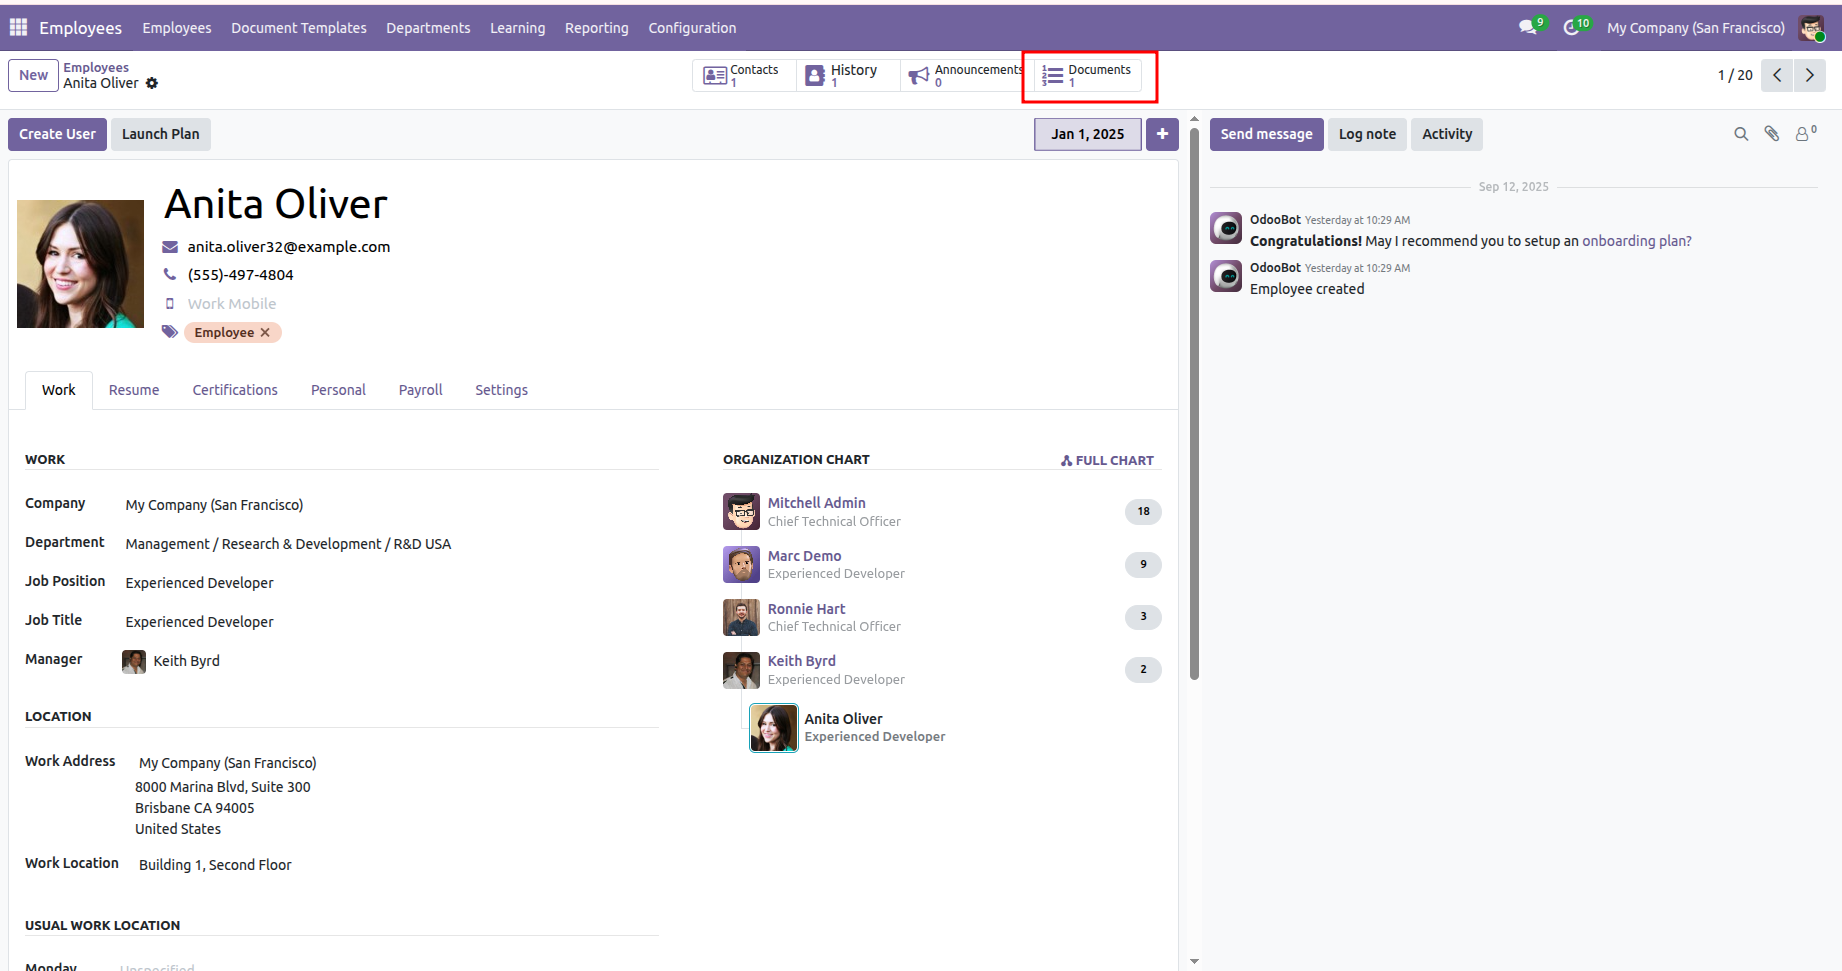 Employees Employees Document Templates Departments Learning Reporting Configuration 9 10 My Company (San Francisco)
New Employees Contacts 1 History 1 Announcements 0 Documents 1 1 / 20
Anita Oliver
Create User Launch Plan Jan 1, 2025 + Send message Log note Activity 0
Anita Oliver
anita.oliver32@example.com
(555)-497-4804
Work Mobile
Employee ✕
Sep 12, 2025
OdooBot Yesterday at 10:29 AM
Congratulations! May I recommend you to setup an onboarding plan?
OdooBot Yesterday at 10:29 AM
Employee created
Work Resume Certifications Personal Payroll Settings
WORK
Company My Company (San Francisco)
Department Management / Research & Development / R&D USA
Job Position Experienced Developer
Job Title Experienced Developer
Manager Keith Byrd
ORGANIZATION CHART FULL CHART
Mitchell Admin 18
Chief Technical Officer
Marc Demo 9
Experienced Developer
Ronnie Hart 3
Chief Technical Officer
Keith Byrd 2
Experienced Developer
Anita Oliver
Experienced Developer
LOCATION
Work Address My Company (San Francisco)
8000 Marina Blvd, Suite 300
Brisbane CA 94005
United States
Work Location Building 1, Second Floor
USUAL WORK LOCATION
Monday Unspecified